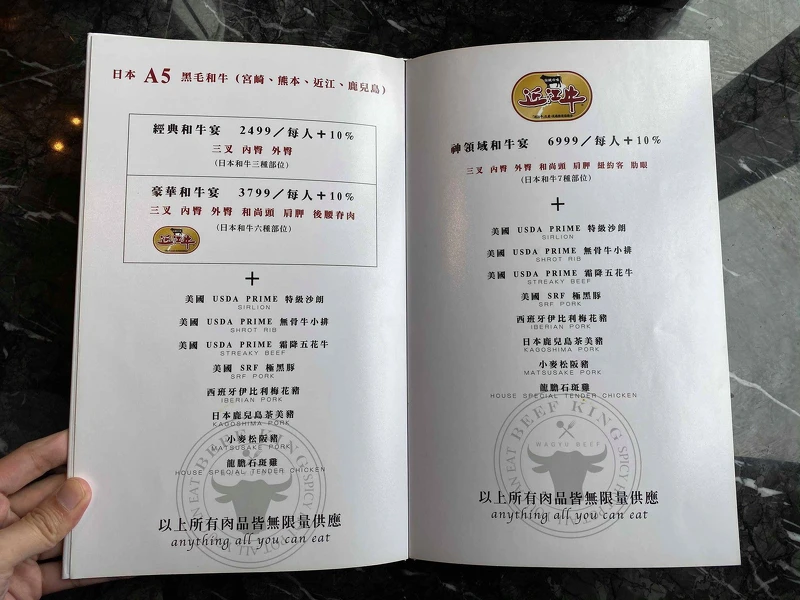 日本 A5 黑毛和牛（宮崎、熊本、近江、鹿兒島）
經典和牛宴 2499／每人＋10%
三叉 內臀 外臀
(日本和牛三種部位)
豪華和牛宴 3799／每人＋10%
三叉 內臀 外臀 和尚頭 肩胛 後腰脊肉
(日本和牛六種部位)
近江牛
＋
美國 USDA PRIME 特級沙朗
SIRLION
美國 USDA PRIME 無骨牛小排
SHROT RIB
美國 USDA PRIME 霜降五花牛
STREAKY BEEF
美國 SRF 極黑豚
SRF PORK
西班牙伊比利梅花豬
IBERIAN PORK
日本鹿兒島茶美豬
KAGOSHIMA PORK
小麥松阪豬
MATSUSAKE PORK
龍膽石斑雞
HOUSE SPECIAL TENDER CHICKEN
以上所有肉品皆無限量供應
anything all you can eat
近江牛
神領域和牛宴 6999／每人＋10%
三叉 內臀 外臀 和尚頭 肩胛 紐約客 肋眼
(日本和牛7種部位)
＋
美國 USDA PRIME 特級沙朗
SIRLION
美國 USDA PRIME 無骨牛小排
SHROT RIB
美國 USDA PRIME 霜降五花牛
STREAKY BEEF
美國 SRF 極黑豚
SRF PORK
西班牙伊比利梅花豬
IBERIAN PORK
日本鹿兒島茶美豬
KAGOSHIMA PORK
小麥松阪豬
MATSUSAKE PORK
龍膽石斑雞
HOUSE SPECIAL TENDER CHICKEN
BEEF KING
WAGYU BEEF
以上所有肉品皆無限量供應
anything all you can eat